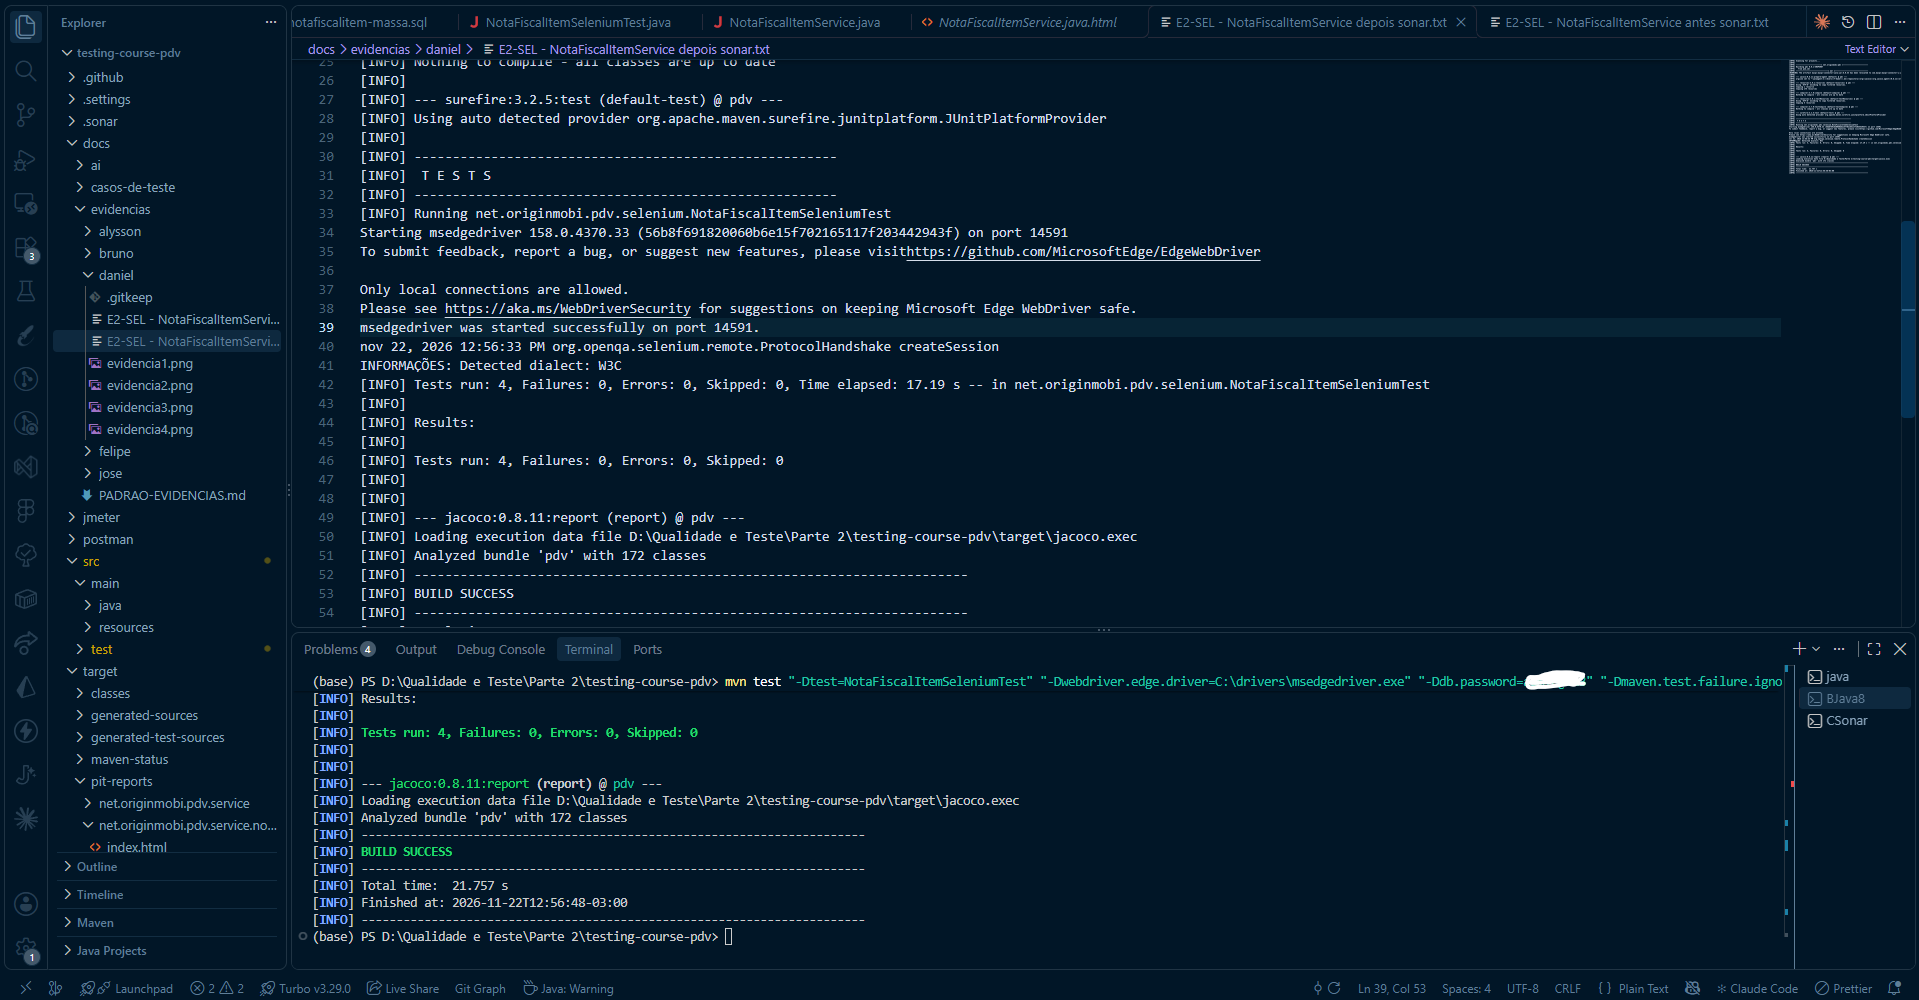 Explorer
testing-course-pdv
.github
.settings
.sonar
docs
ai
casos-de-teste
evidencias
alysson
bruno
daniel
.gitkeep
E2-SEL - NotaFiscalItemServi...
E2-SEL - NotaFiscalItemServi...
evidencia1.png
evidencia2.png
evidencia3.png
evidencia4.png
felipe
jose
PADRAO-EVIDENCIAS.md
jmeter
postman
src
main
java
resources
test
target
classes
generated-sources
generated-test-sources
maven-status
pit-reports
net.originmobi.pdv.service
net.originmobi.pdv.service.no...
index.html
Outline
Timeline
Maven
Java Projects
3
1
notafiscalitem-massa.sql
NotaFiscalItemSeleniumTest.java
NotaFiscalItemService.java
NotaFiscalItemService.java.html
E2-SEL - NotaFiscalItemService depois sonar.txt
E2-SEL - NotaFiscalItemService antes sonar.txt
docs > evidencias > daniel > E2-SEL - NotaFiscalItemService depois sonar.txt
Text Editor
25 [INFO] Nothing to compile - all classes are up to date
26 [INFO]
27 [INFO] --- surefire:3.2.5:test (default-test) @ pdv ---
28 [INFO] Using auto detected provider org.apache.maven.surefire.junitplatform.JUnitPlatformProvider
29 [INFO]
30 [INFO] -------------------------------------------------------
31 [INFO]  T E S T S
32 [INFO] -------------------------------------------------------
33 [INFO] Running net.originmobi.pdv.selenium.NotaFiscalItemSeleniumTest
34 Starting msedgedriver 158.0.4370.33 (56b8f691820060b6e15f702165117f203442943f) on port 14591
35 To submit feedback, report a bug, or suggest new features, please visithttps://github.com/MicrosoftEdge/EdgeWebDriver
36
37 Only local connections are allowed.
38 Please see https://aka.ms/WebDriverSecurity for suggestions on keeping Microsoft Edge WebDriver safe.
39 msedgedriver was started successfully on port 14591.
40 nov 22, 2026 12:56:33 PM org.openqa.selenium.remote.ProtocolHandshake createSession
41 INFORMAÇÕES: Detected dialect: W3C
42 [INFO] Tests run: 4, Failures: 0, Errors: 0, Skipped: 0, Time elapsed: 17.19 s -- in net.originmobi.pdv.selenium.NotaFiscalItemSeleniumTest
43 [INFO]
44 [INFO] Results:
45 [INFO]
46 [INFO] Tests run: 4, Failures: 0, Errors: 0, Skipped: 0
47 [INFO]
48 [INFO]
49 [INFO] --- jacoco:0.8.11:report (report) @ pdv ---
50 [INFO] Loading execution data file D:\Qualidade e Teste\Parte 2\testing-course-pdv\target\jacoco.exec
51 [INFO] Analyzed bundle 'pdv' with 172 classes
52 [INFO] ------------------------------------------------------------------------
53 [INFO] BUILD SUCCESS
54 [INFO] ------------------------------------------------------------------------
Problems 4 Output Debug Console Terminal Ports
(base) PS D:\Qualidade e Teste\Parte 2\testing-course-pdv> mvn test "-Dtest=NotaFiscalItemSeleniumTest" "-Dwebdriver.edge.driver=C:\drivers\msedgedriver.exe" "-Ddb.password= " "-Dmaven.test.failure.igno
[INFO] Results:
[INFO]
[INFO] Tests run: 4, Failures: 0, Errors: 0, Skipped: 0
[INFO]
[INFO]
[INFO] --- jacoco:0.8.11:report (report) @ pdv ---
[INFO] Loading execution data file D:\Qualidade e Teste\Parte 2\testing-course-pdv\target\jacoco.exec
[INFO] Analyzed bundle 'pdv' with 172 classes
[INFO] ------------------------------------------------------------------------
[INFO] BUILD SUCCESS
[INFO] ------------------------------------------------------------------------
[INFO] Total time:  21.757 s
[INFO] Finished at: 2026-11-22T12:56:48-03:00
[INFO] ------------------------------------------------------------------------
(base) PS D:\Qualidade e Teste\Parte 2\testing-course-pdv>
java
BJava8
CSonar
Launchpad 2 2 Turbo v3.29.0 Live Share Git Graph Java: Warning Ln 39, Col 53 Spaces: 4 UTF-8 CRLF {} Plain Text Claude Code Prettier